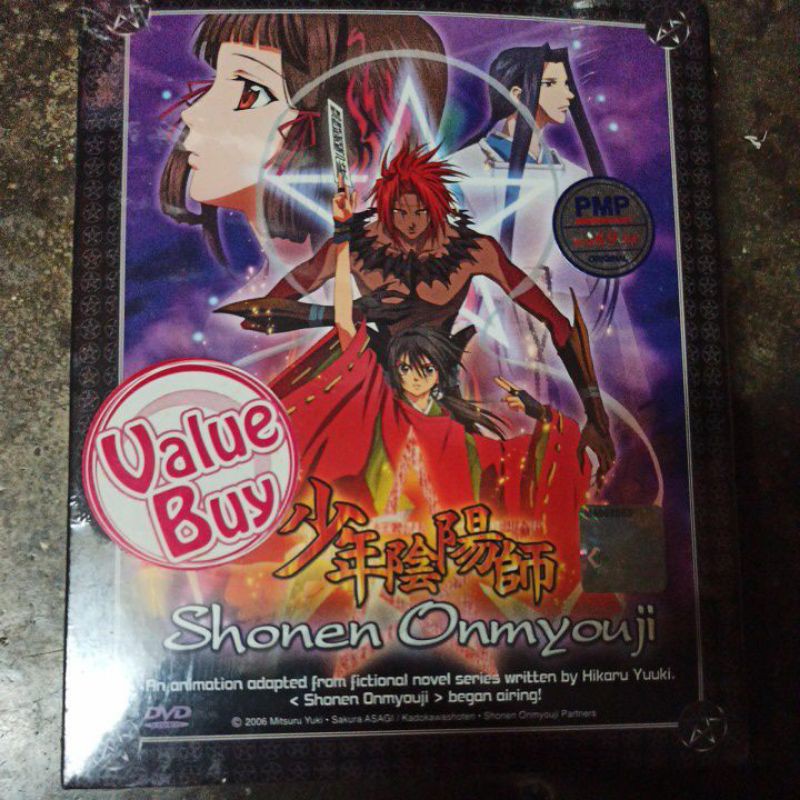 PMP
ORIGINAL
Value
Buy
少年陰陽師
Shonen Onmyouji
An animation adapted from fictional novel series written by Hikaru Yuuki.
< Shonen Onmyouji > began airing!
DVD
© 2006 Mitsuru Yuki • Sakura ASAGI / Kadokawashoten • Shonen Onmyouji Partners